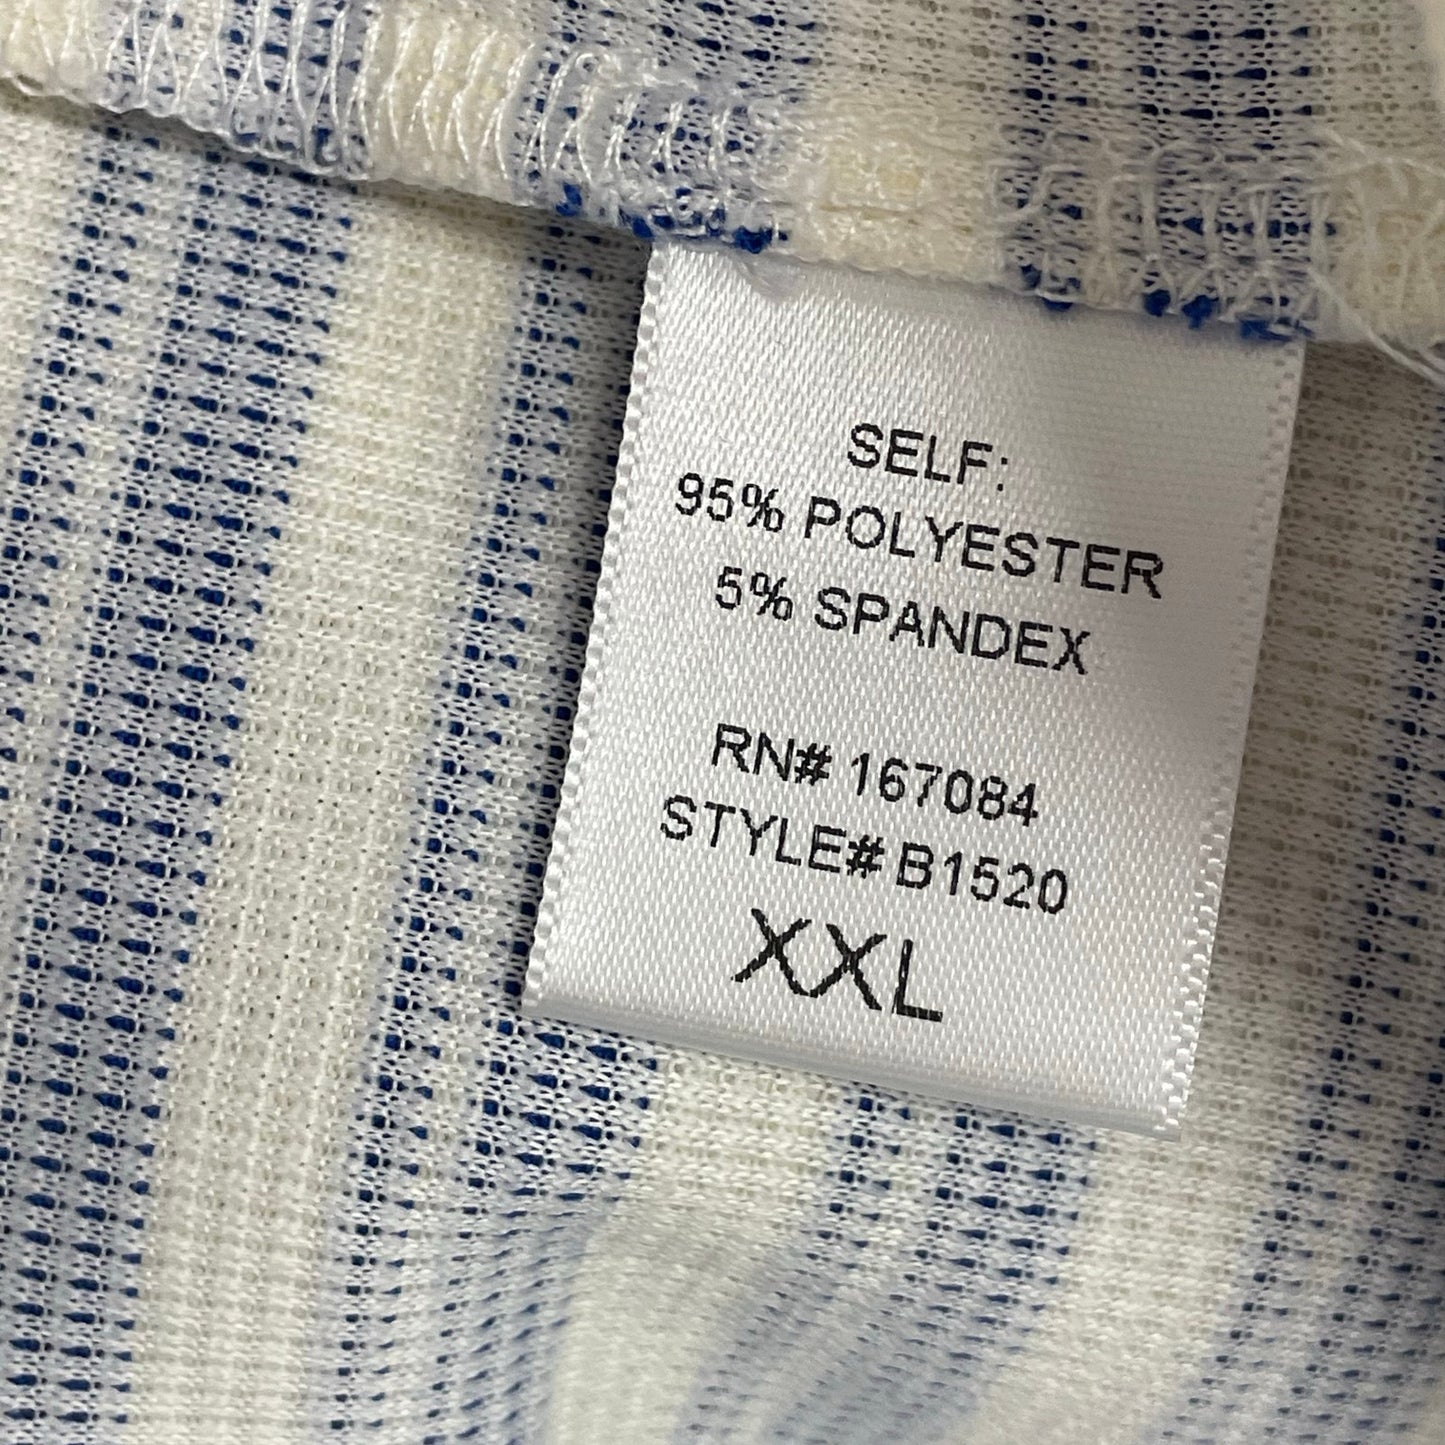 SELF:
95% POLYESTER
5% SPANDEX
RN# 167084
STYLE# B1520
XXL